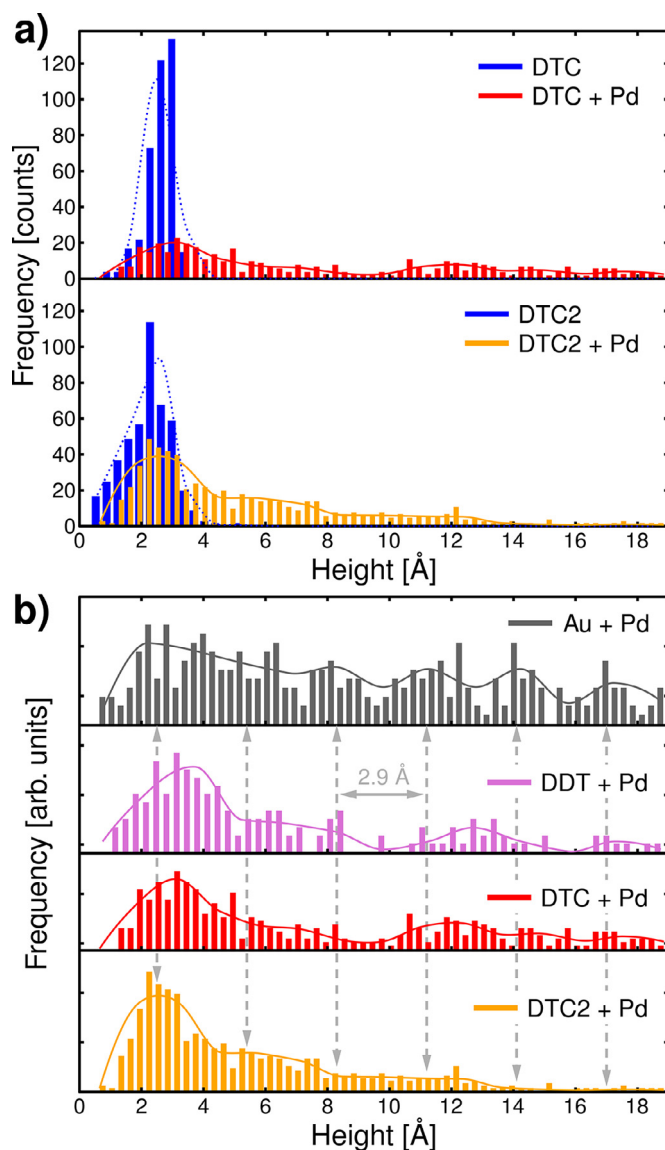 a)
120
100
80
60
40
20
0
DTC
DTC + Pd
Frequency [counts]
120
100
80
60
40
20
0
DTC2
DTC2 + Pd
0 2 4 6 8 10 12 14 16 18
Height [Å]
b)
Au + Pd
2.9 Å
DDT + Pd
DTC + Pd
DTC2 + Pd
Frequency [arb. units]
0 2 4 6 8 10 12 14 16 18
Height [Å]